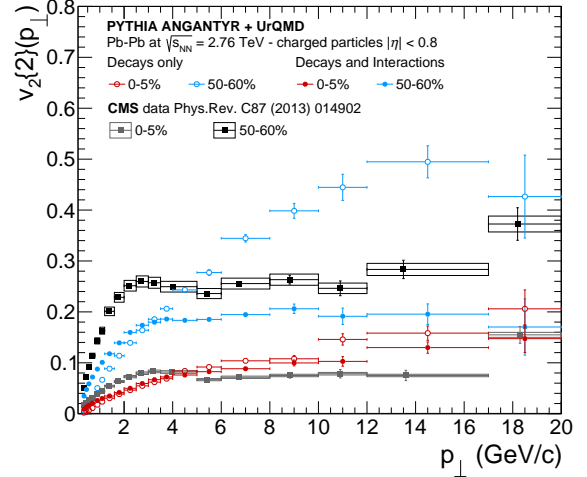 PYTHIA ANGANTYR + UrQMD
Pb-Pb at √s_NN = 2.76 TeV - charged particles |η| < 0.8
Decays only Decays and Interactions
0-5% 50-60% 0-5% 50-60%
CMS data Phys.Rev. C87 (2013) 014902
0-5% 50-60%
v₂{2}(p⊥)
0.8
0.7
0.6
0.5
0.4
0.3
0.2
0.1
0
2 4 6 8 10 12 14 16 18 20
p⊥ (GeV/c)